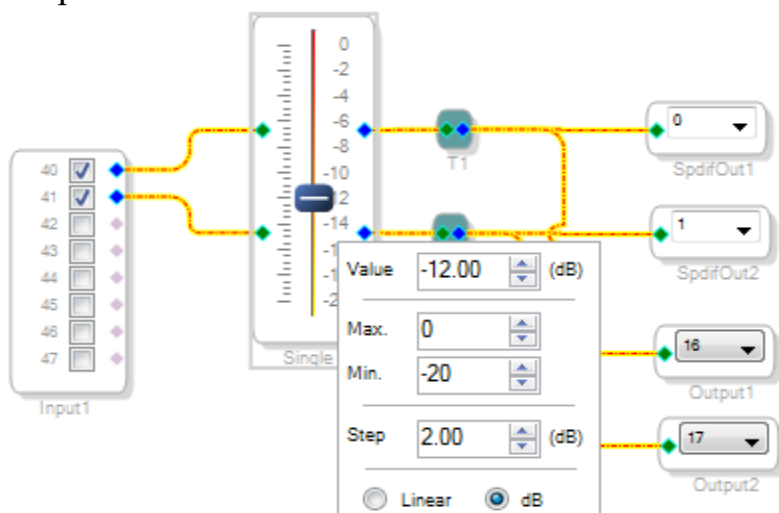 0
-2
-4
-6
-8
-10
-12
-14
40
41
42
43
44
45
46
47
Input1
Single
T1
0
SpdifOut1
1
SpdifOut2
16
Output1
17
Output2
Value -12.00 (dB)
Max. 0
Min. -20
Step 2.00 (dB)
Linear dB